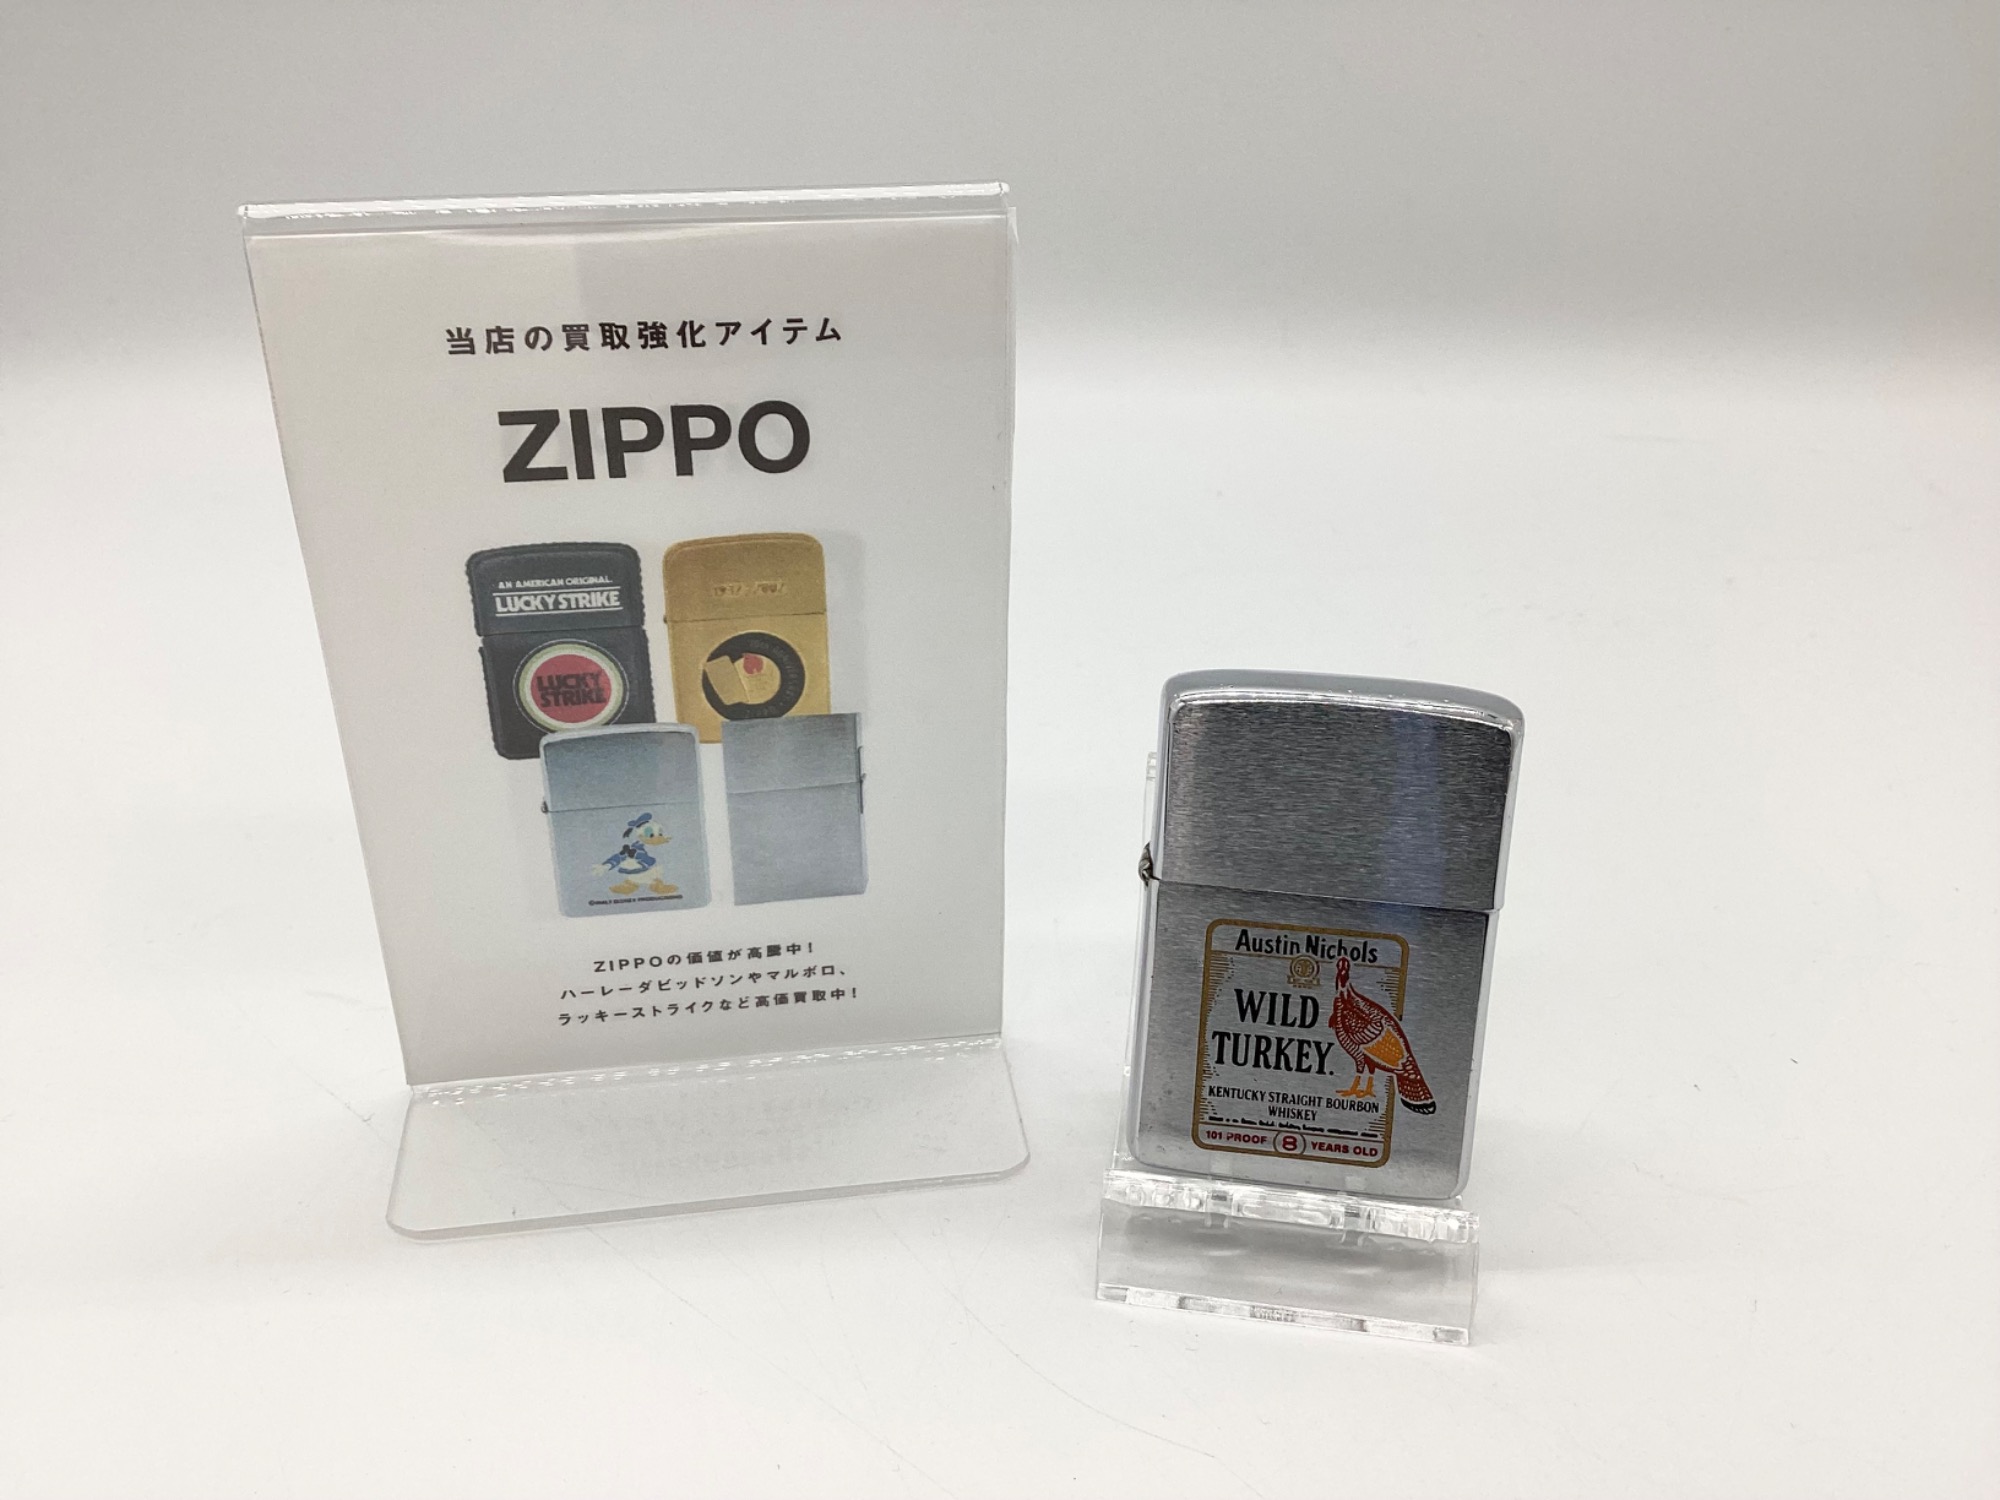 当店の買取強化アイテム
ZIPPO
AN AMERICAN ORIGINAL.
LUCKY STRIKE
LUCKY
STRIKE
ZIPPOの価値が高騰中！
ハーレーダビッドソンやマルボロ、
ラッキーストライクなど高価買取中！
Austin Nichols
WILD
TURKEY.
KENTUCKY STRAIGHT BOURBON
WHISKEY
101 PROOF 8 YEARS OLD